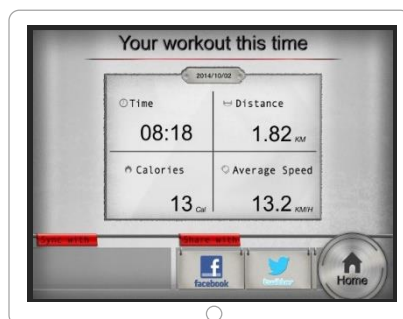 Your workout this time
2014/10/02
Time
Distance
08:18
1.82 KM
Calories
Average Speed
13 Cal
13.2 KM/H
Sync with
Share with
f
facebook
twitter
Home